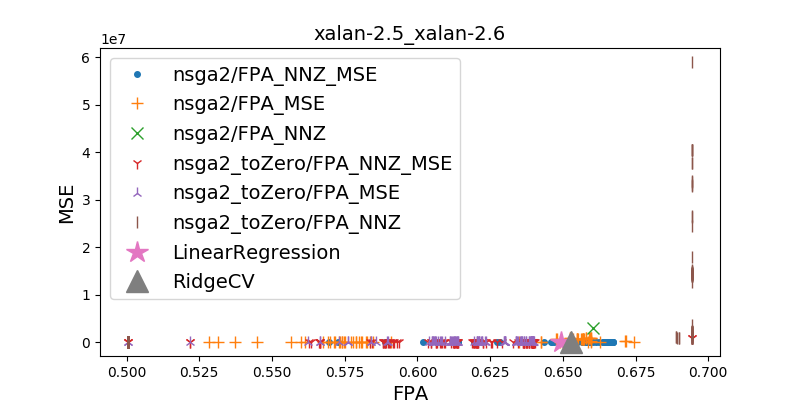 xalan-2.5_xalan-2.6
1e7
6
5
4
3
2
1
0
MSE
nsga2/FPA_NNZ_MSE
nsga2/FPA_MSE
nsga2/FPA_NNZ
nsga2_toZero/FPA_NNZ_MSE
nsga2_toZero/FPA_MSE
nsga2_toZero/FPA_NNZ
LinearRegression
RidgeCV
0.500 0.525 0.550 0.575 0.600 0.625 0.650 0.675 0.700
FPA